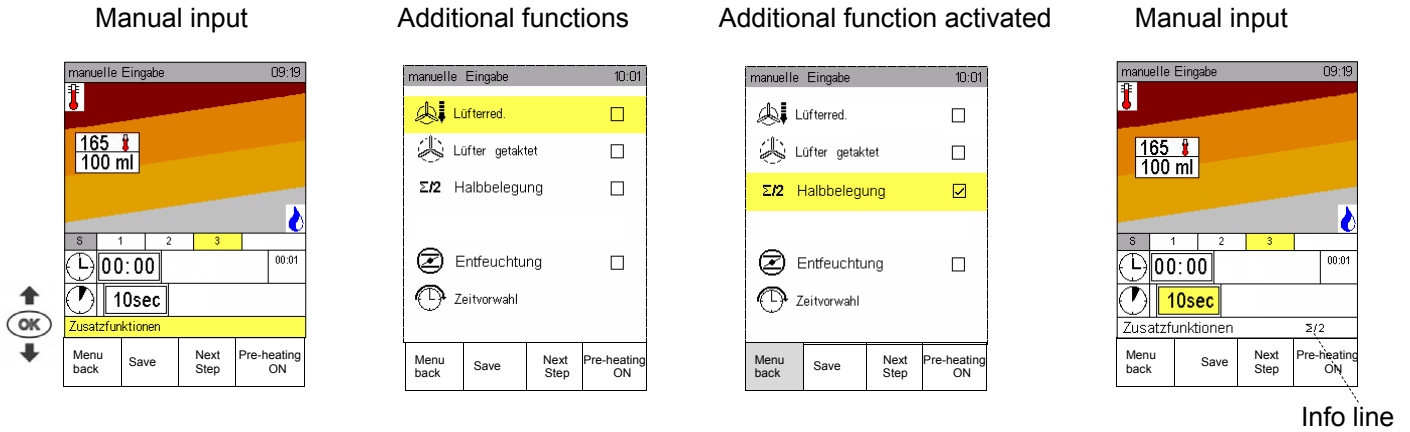 Manual input
Additional functions
Additional function activated
Manual input
manuelle Eingabe 09:19
165
100 ml
S 1 2 3
00:00 00:01
10sec
Zusatzfunktionen
OK
Menu back
Save
Next Step
Pre-heating ON
manuelle Eingabe 10:01
Lüfterred.
Lüfter getaktet
Σ/2 Halbbelegung
Entfeuchtung
Zeitvorwahl
Menu back
Save
Next Step
Pre-heating ON
manuelle Eingabe 10:01
Lüfterred.
Lüfter getaktet
Σ/2 Halbbelegung
Entfeuchtung
Zeitvorwahl
Menu back
Save
Next Step
Pre-heating ON
manuelle Eingabe 09:19
165
100 ml
S 1 2 3
00:00 00:01
10sec
Zusatzfunktionen Σ/2
Menu back
Save
Next Step
Pre-heating ON
Info line